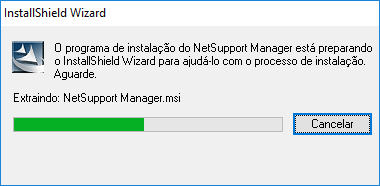 InstallShield Wizard
O programa de instalação do NetSupport Manager está preparando
o InstallShield Wizard para ajudá-lo com o processo de instalação.
Aguarde.
Extraindo: NetSupport Manager.msi
Cancelar